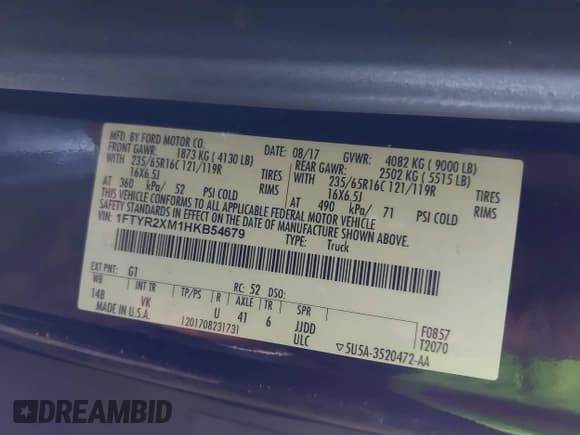 MFD. BY FORD MOTOR CO.
DATE: 08/17 GVWR: 4082 KG ( 9000 LB)
FRONT GAWR: 1873 KG ( 4130 LB)
REAR GAWR: 2502 KG ( 5515 LB)
WITH 235/65R16C 121/119R TIRES
WITH 235/65R16C 121/119R TIRES
16X6.5J RIMS
16X6.5J RIMS
AT 360 kPa/ 52 PSI COLD
AT 490 kPa/ 71 PSI COLD
THIS VEHICLE CONFORMS TO ALL APPLICABLE FEDERAL MOTOR VEHICLE
SAFETY STANDARDS IN EFFECT ON THE DATE OF MANUFACTURE SHOWN ABOVE.
VIN: 1FTYR2XM1HKB54679
TYPE: Truck
EXT PNT: G1 RC: 52 DSO:
WB INT TR TP/PS R AXLE TR SPR
148 VK U 41 6 JJDD F0857
MADE IN U.S.A. 120170823173I ULC T2070
▽5U5A-3520472-AA
DREAMBID